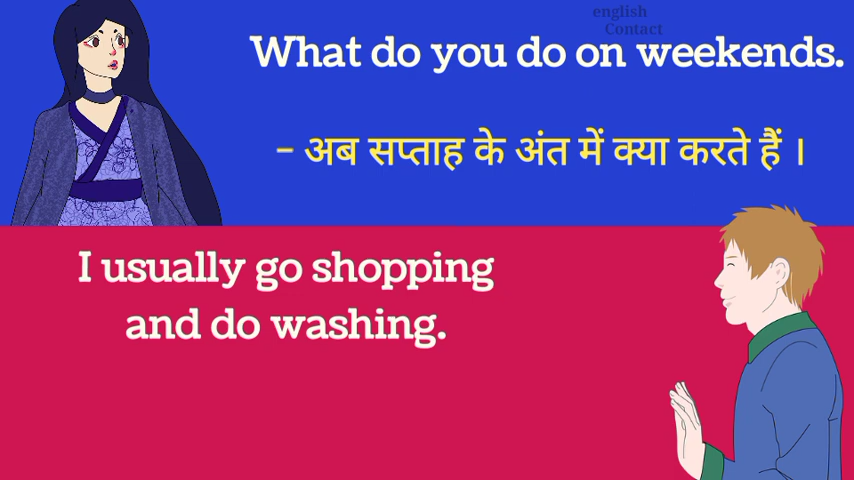 english
Contact
What do you do on weekends.
- अब सप्ताह के अंत में क्या करते हैं ।
I usually go shopping
and do washing.